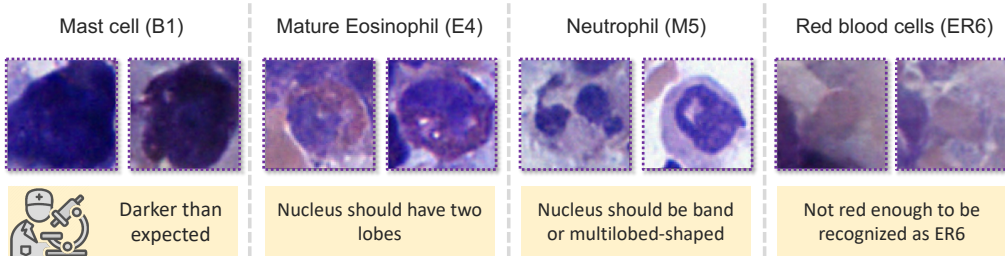 Mast cell (B1)
Mature Eosinophil (E4)
Neutrophil (M5)
Red blood cells (ER6)
Darker than
expected
Nucleus should have two
lobes
Nucleus should be band
or multilobed-shaped
Not red enough to be
recognized as ER6